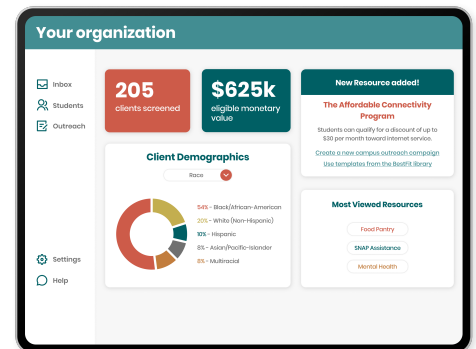 Your organization
Inbox
Students
Outreach
Settings
Help
205
clients screened
$625k
eligible monetary
value
Client Demographics
Race
54% - Black/African-American
20% - White (Non-Hispanic)
10% - Hispanic
8% - Asian/Pacific-Islander
8% - Multiracial
New Resource added!
The Affordable Connectivity
Program
Students can qualify for a discount of up to
$30 per month toward internet service.
Create a new campus outreach campaign
Use templates from the BestFit library
Most Viewed Resources
Food Pantry
SNAP Assistance
Mental Health